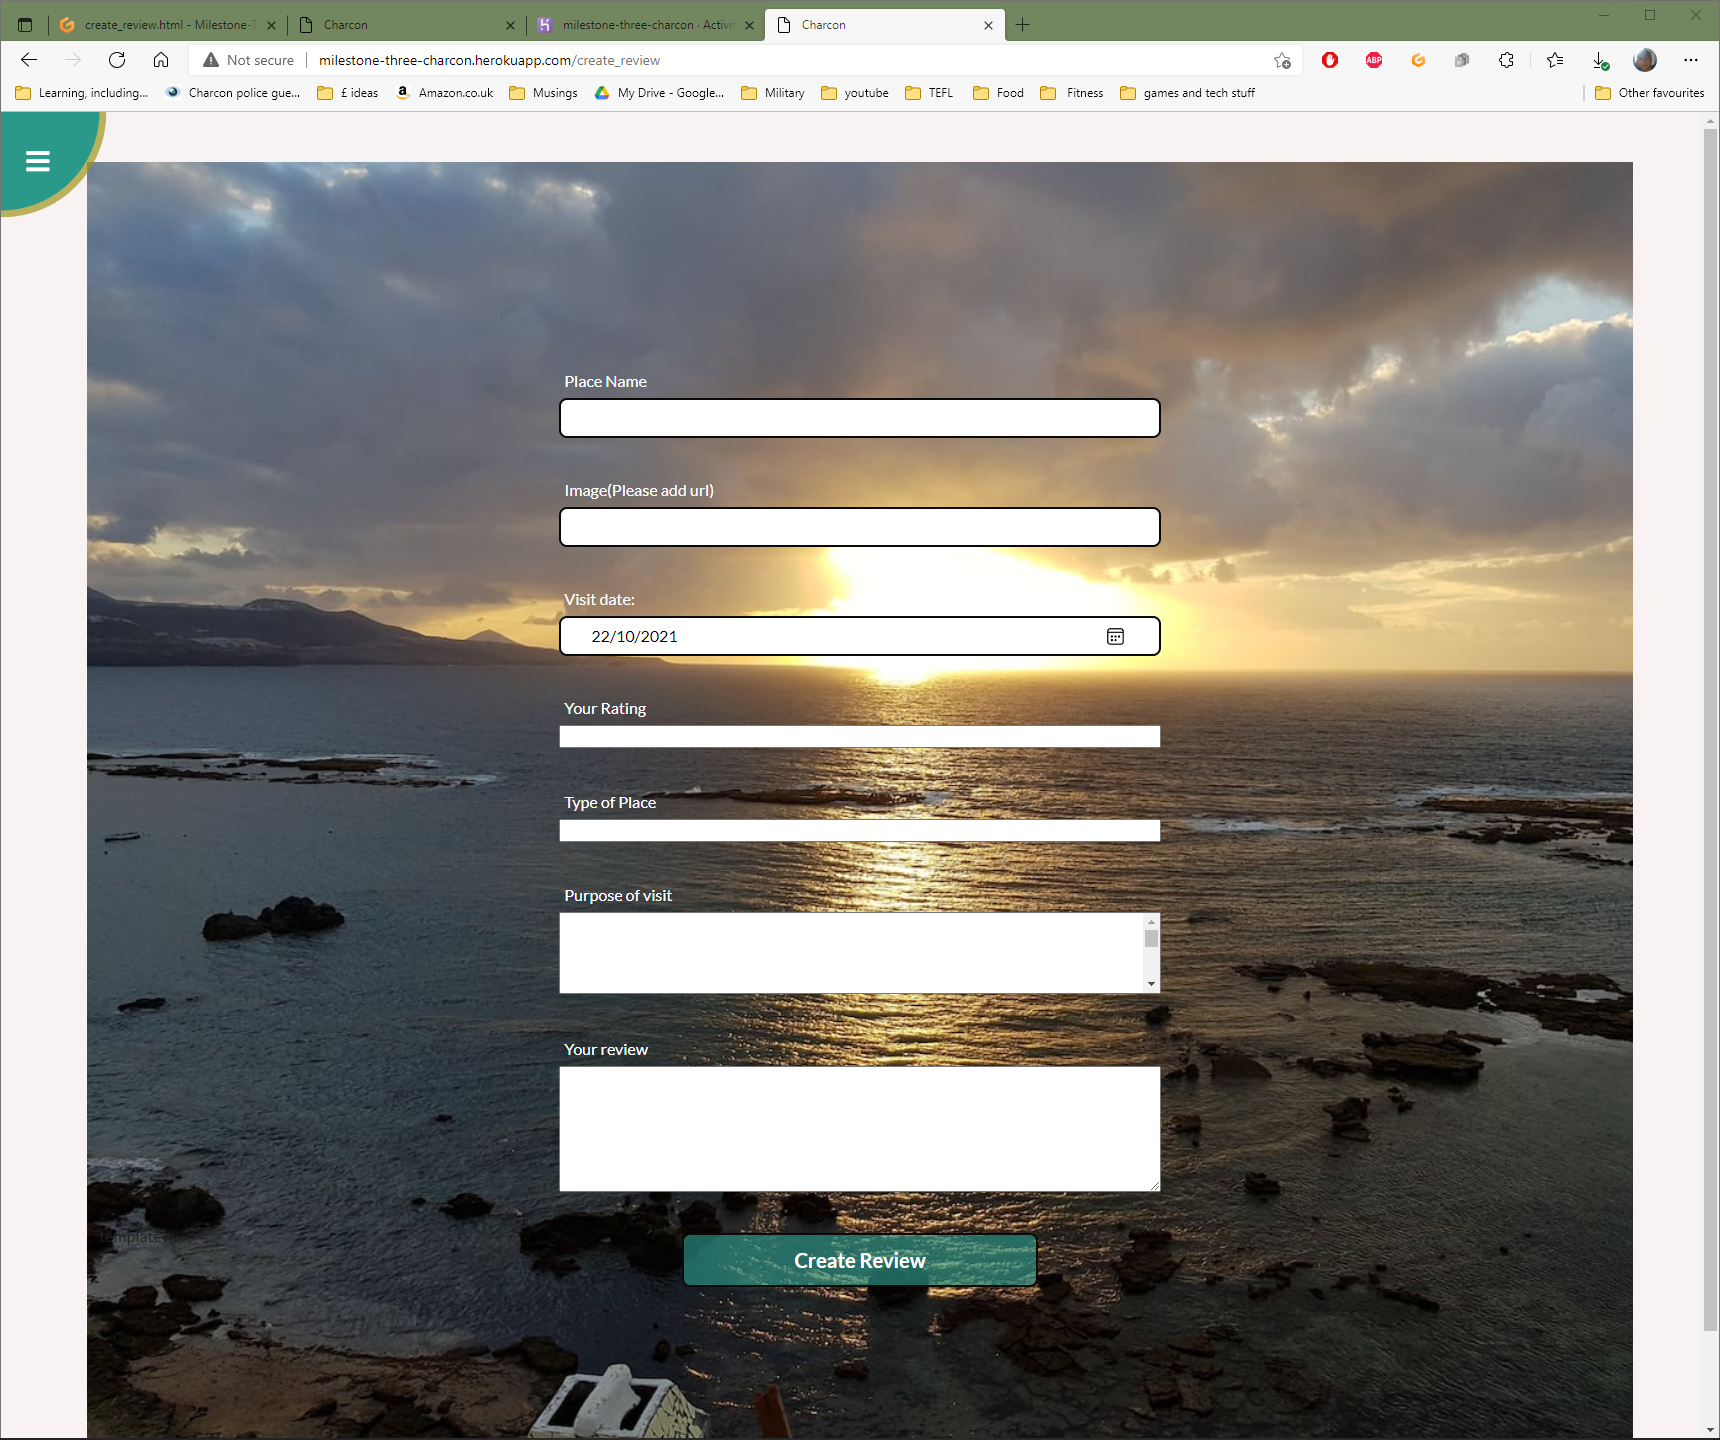 create_review.html - Milestone-T
Charcon
milestone-three-charcon · Activit
Charcon
Not secure
milestone-three-charcon.herokuapp.com/create_review
ABP
Learning, including...
Charcon police gue...
£ ideas
Amazon.co.uk
Musings
My Drive - Google...
Military
youtube
TEFL
Food
Fitness
games and tech stuff
Other favourites
Place Name
Image(Please add url)
Visit date:
22/10/2021
Your Rating
Type of Place
Purpose of visit
Your review
template
Create Review